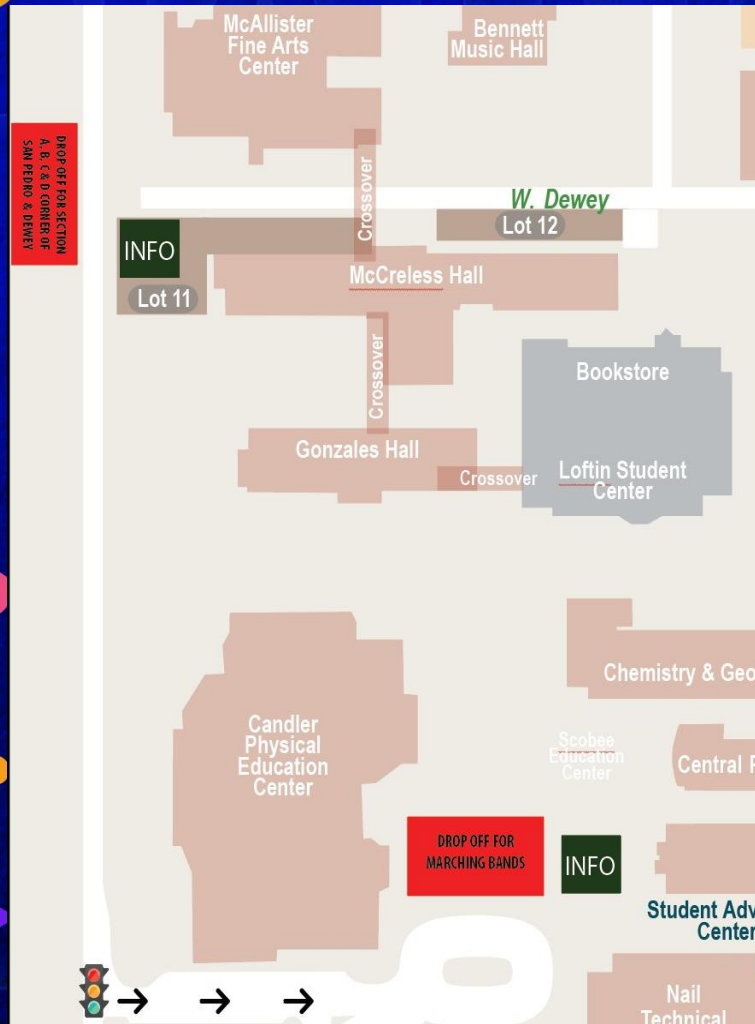 McAllister
Fine Arts
Center
Bennett
Music Hall
DROP OFF FOR SECTION
A, B, C & D CORNER OF
SAN PEDRO & DEWEY
Crossover
W. Dewey
Lot 12
INFO
Lot 11
McCreless Hall
Crossover
Bookstore
Gonzales Hall
Crossover
Loftin Student
Center
Chemistry & Geo
Candler
Physical
Education
Center
Scobee
Education
Center
Central P
DROP OFF FOR
MARCHING BANDS
INFO
Student Adv
Center
Nail
Technical